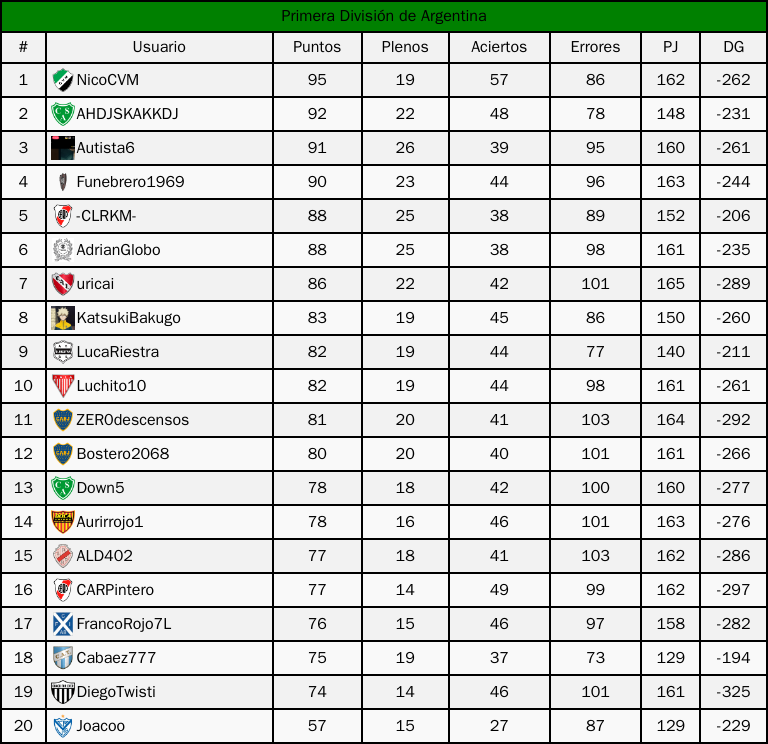 Primera División de Argentina
# Usuario Puntos Plenos Aciertos Errores PJ DG
1 NicoCVM 95 19 57 86 162 -262
2 AHDJSKAKKDJ 92 22 48 78 148 -231
3 Autista6 91 26 39 95 160 -261
4 Funebrero1969 90 23 44 96 163 -244
5 -CLRKM- 88 25 38 89 152 -206
6 AdrianGlobo 88 25 38 98 161 -235
7 uricai 86 22 42 101 165 -289
8 KatsukiBakugo 83 19 45 86 150 -260
9 LucaRiestra 82 19 44 77 140 -211
10 Luchito10 82 19 44 98 161 -261
11 ZER0descensos 81 20 41 103 164 -292
12 Bostero2068 80 20 40 101 161 -266
13 Down5 78 18 42 100 160 -277
14 Aurirrojo1 78 16 46 101 163 -276
15 ALD402 77 18 41 103 162 -286
16 CARPintero 77 14 49 99 162 -297
17 FrancoRojo7L 76 15 46 97 158 -282
18 Cabaez777 75 19 37 73 129 -194
19 DiegoTwisti 74 14 46 101 161 -325
20 Joacoo 57 15 27 87 129 -229